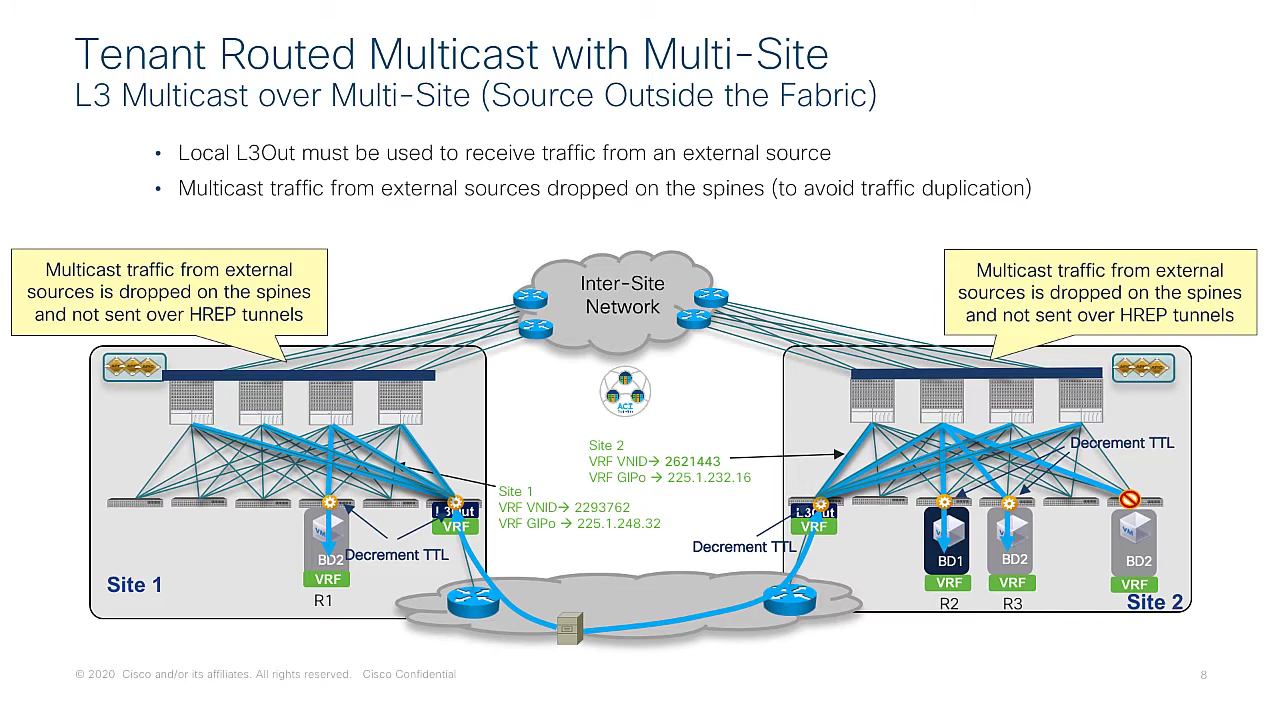 Tenant Routed Multicast with Multi-Site
L3 Multicast over Multi-Site (Source Outside the Fabric)
• Local L3Out must be used to receive traffic from an external source
• Multicast traffic from external sources dropped on the spines (to avoid traffic duplication)
Multicast traffic from external
sources is dropped on the spines
and not sent over HREP tunnels
Inter-Site
Network
Multicast traffic from external
sources is dropped on the spines
and not sent over HREP tunnels
ACI
Site 2
VRF VNID→ 2621443
VRF GIPo → 225.1.232.16
Site 1
VRF VNID→ 2293762
VRF GIPo → 225.1.248.32
Decrement TTL
L3Out
VRF
Decrement TTL
VM
BD2
VRF
R1
Site 1
L3Out
VRF
Decrement TTL
BD1
VRF
R2
BD2
VRF
R3
VM
BD2
VRF
Site 2
© 2020 Cisco and/or its affiliates. All rights reserved. Cisco Confidential
8